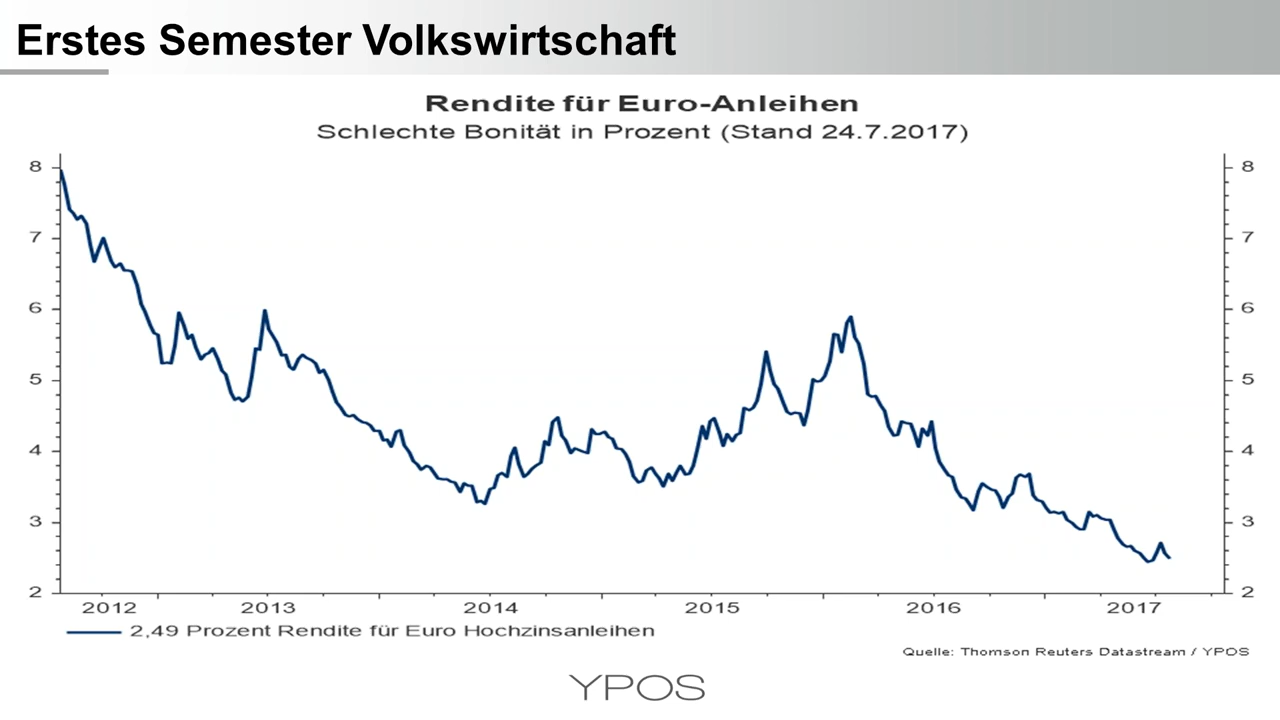 Erstes Semester Volkswirtschaft
Rendite für Euro-Anleihen
Schlechte Bonität in Prozent (Stand 24.7.2017)
8 8
7 7
6 6
5 5
4 4
3 3
2 2
2012 2013 2014 2015 2016 2017
2,49 Prozent Rendite für Euro Hochzinsanleihen
Quelle: Thomson Reuters Datastream / YPOS
YPOS